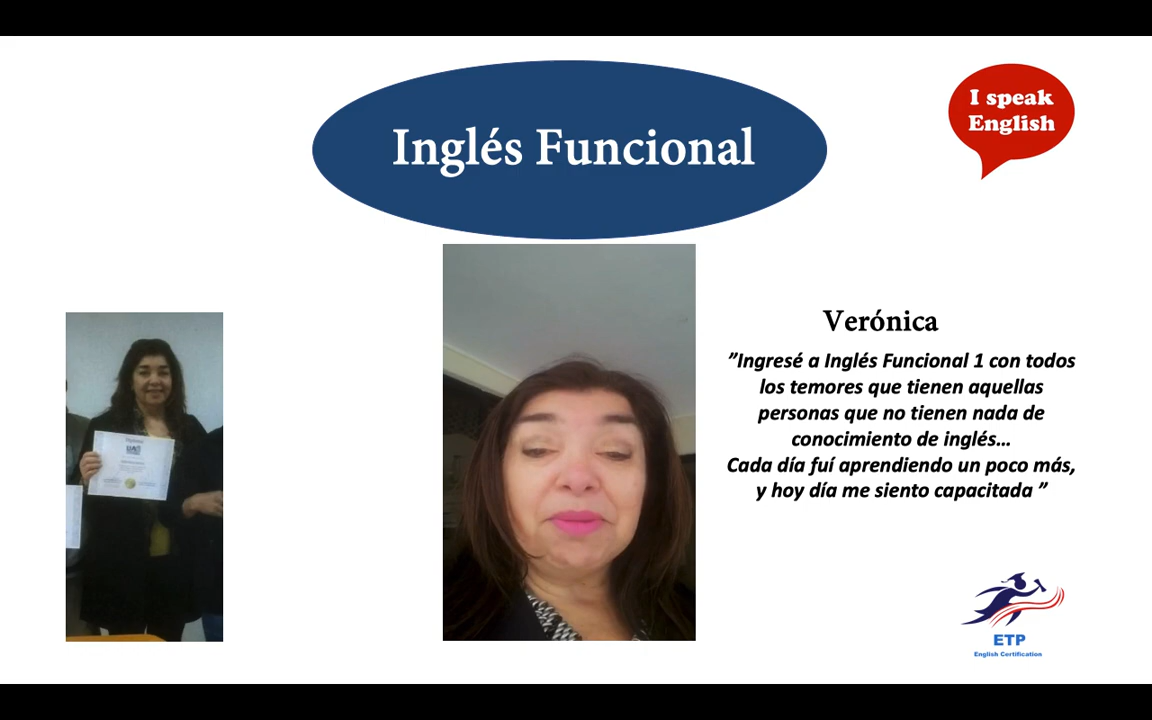 Inglés Funcional
I speak
English
Verónica
”Ingresé a Inglés Funcional 1 con todos
los temores que tienen aquellas
personas que no tienen nada de
conocimiento de inglés...
Cada día fuí aprendiendo un poco más,
y hoy día me siento capacitada ”
ETP
English Certification